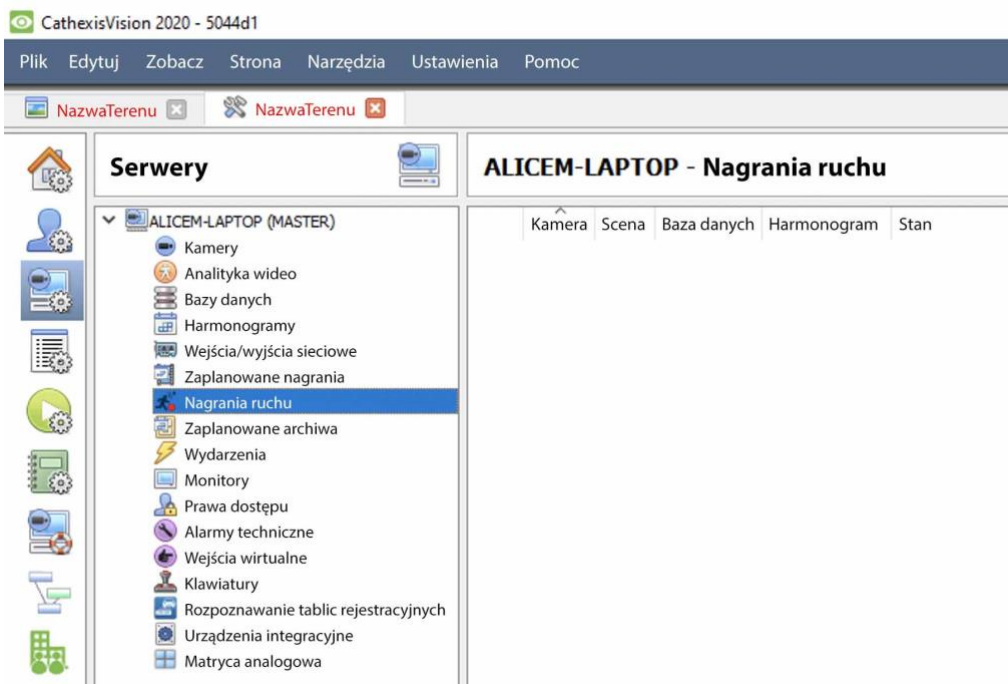 CathexisVision 2020 - 5044d1
Plik Edytuj Zobacz Strona Narzędzia Ustawienia Pomoc
NazwaTerenu NazwaTerenu
Serwery
ALICEM-LAPTOP - Nagrania ruchu
ALICEM-LAPTOP (MASTER)
Kamera Scena Baza danych Harmonogram Stan
Kamery
Analityka wideo
Bazy danych
Harmonogramy
Wejścia/wyjścia sieciowe
Zaplanowane nagrania
Nagrania ruchu
Zaplanowane archiwa
Wydarzenia
Monitory
Prawa dostępu
Alarmy techniczne
Wejścia wirtualne
Klawiatury
Rozpoznawanie tablic rejestracyjnych
Urządzenia integracyjne
Matryca analogowa